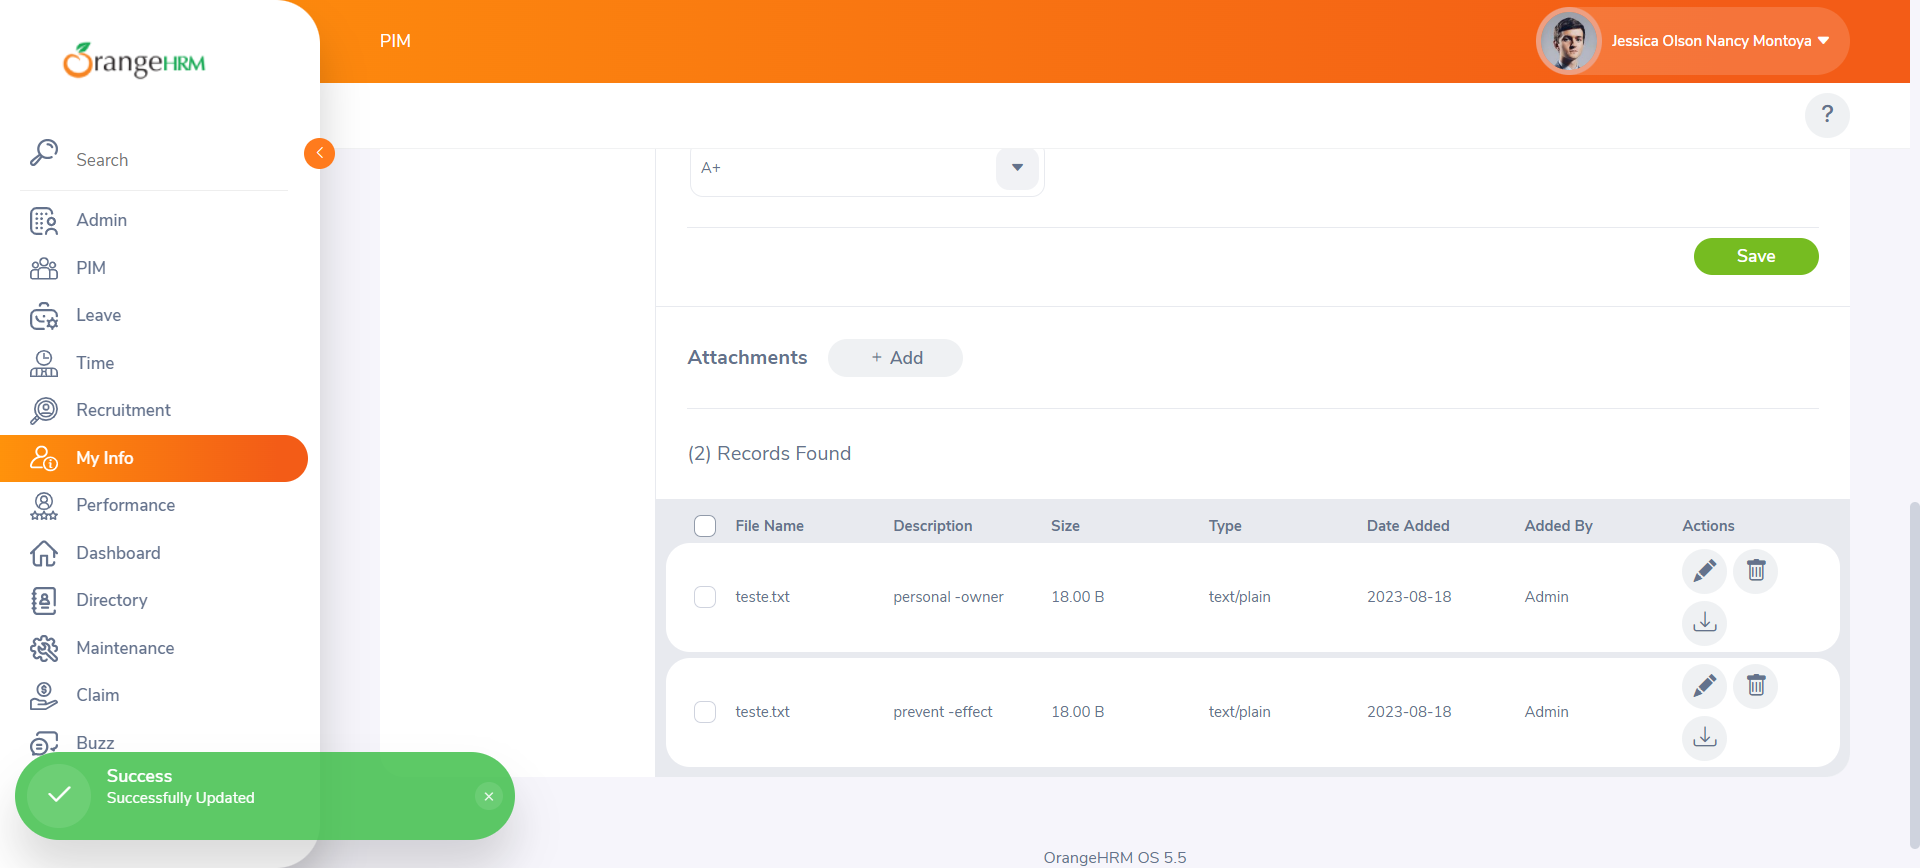 OrangeHRM
PIM
Jessica Olson Nancy Montoya
?
Search
Admin
PIM
Leave
Time
Recruitment
My Info
Performance
Dashboard
Directory
Maintenance
Claim
Buzz
A+
Save
Attachments + Add
(2) Records Found
File Name Description Size Type Date Added Added By Actions
teste.txt personal -owner 18.00 B text/plain 2023-08-18 Admin
teste.txt prevent -effect 18.00 B text/plain 2023-08-18 Admin
Success
Successfully Updated
OrangeHRM OS 5.5